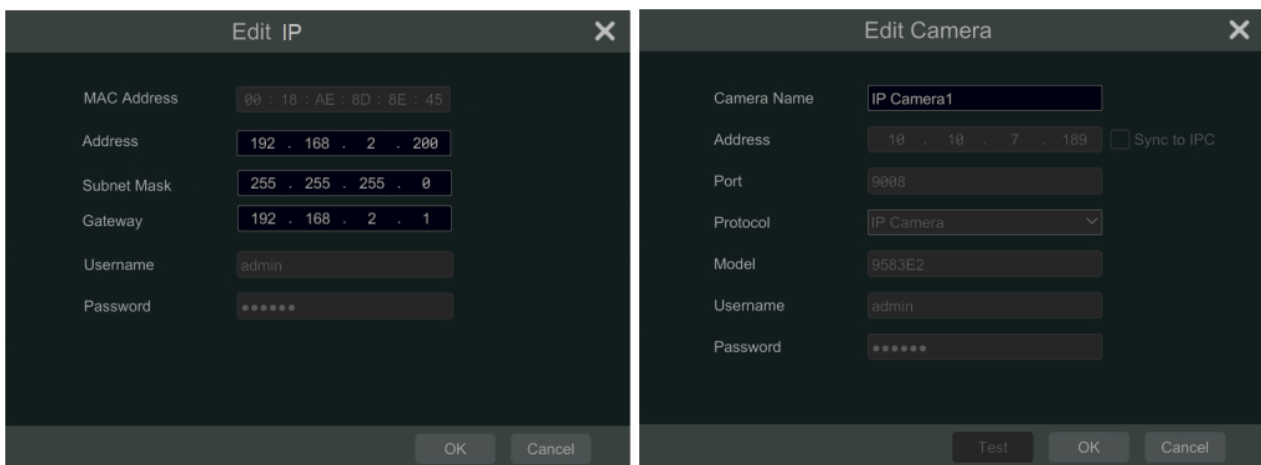 Edit IP
MAC Address 00 : 18 : AE : 8D : 8E : 45
Address 192 . 168 . 2 . 200
Subnet Mask 255 . 255 . 255 . 0
Gateway 192 . 168 . 2 . 1
Username admin
Password ●●●●●●
OK Cancel
Edit Camera
Camera Name IP Camera1
Address 10 . 10 . 7 . 189 Sync to IPC
Port 9008
Protocol IP Camera
Model 9583E2
Username admin
Password ●●●●●●
Test OK Cancel